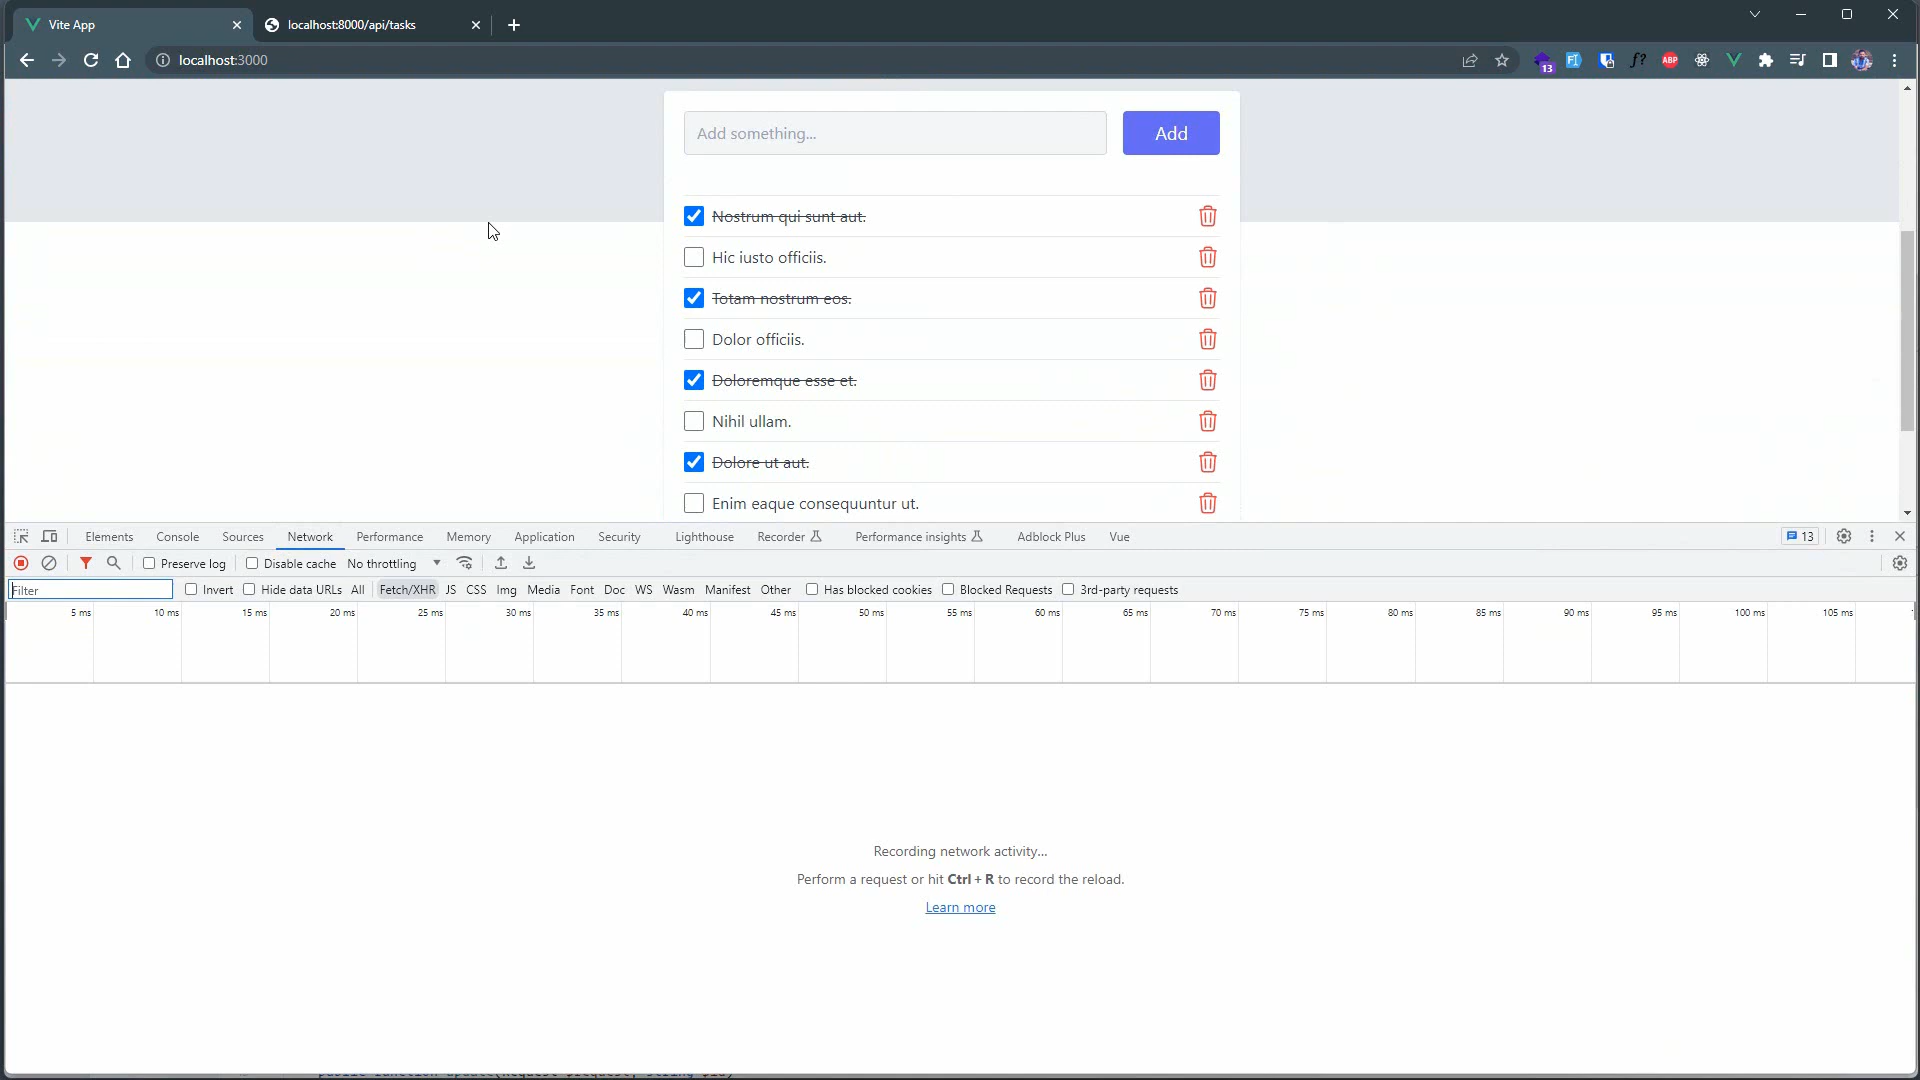 Vite App
localhost:8000/api/tasks
localhost:3000
13
f?
ABP
Add something...
Add
Nostrum qui sunt aut.
Hic iusto officiis.
Totam nostrum eos.
Dolor officiis.
Doloremque esse et.
Nihil ullam.
Dolore ut aut.
Enim eaque consequuntur ut.
Elements Console Sources Network Performance Memory Application Security Lighthouse Recorder Performance insights Adblock Plus Vue 13
Preserve log Disable cache No throttling
Filter Invert Hide data URLs All Fetch/XHR JS CSS Img Media Font Doc WS Wasm Manifest Other Has blocked cookies Blocked Requests 3rd-party requests
5 ms 10 ms 15 ms 20 ms 25 ms 30 ms 35 ms 40 ms 45 ms 50 ms 55 ms 60 ms 65 ms 70 ms 75 ms 80 ms 85 ms 90 ms 95 ms 100 ms 105 ms
Recording network activity...
Perform a request or hit Ctrl + R to record the reload.
Learn more